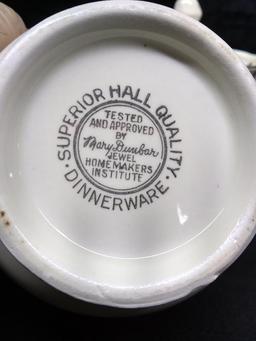 SUPERIOR HALL QUALITY
TESTED
AND APPROVED
BY
Mary Dunbar
JEWEL
HOMEMAKERS
INSTITUTE
· DINNERWARE ·